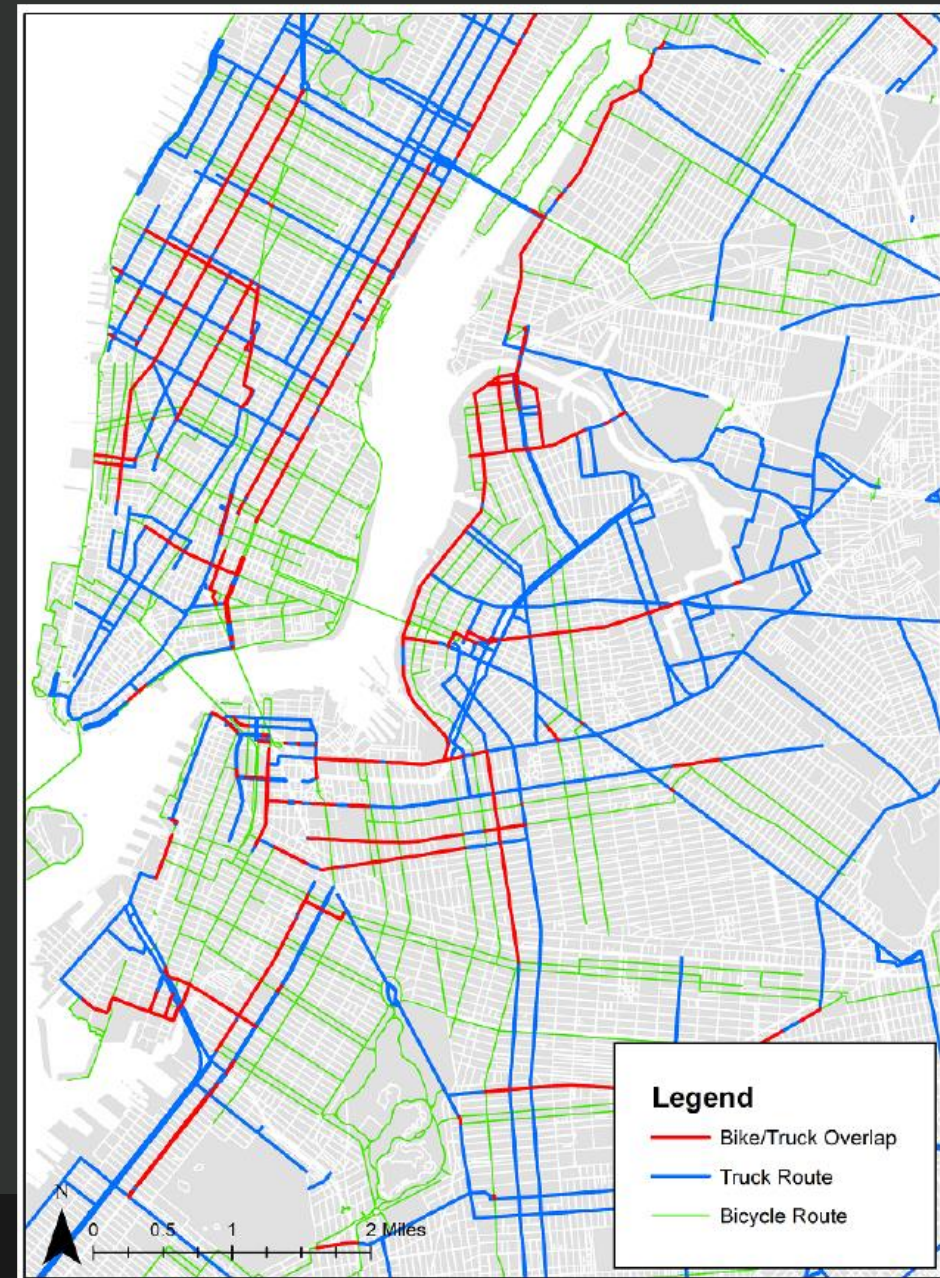 Legend
Bike/Truck Overlap
Truck Route
Bicycle Route
N
0 0.5 1 2 Miles